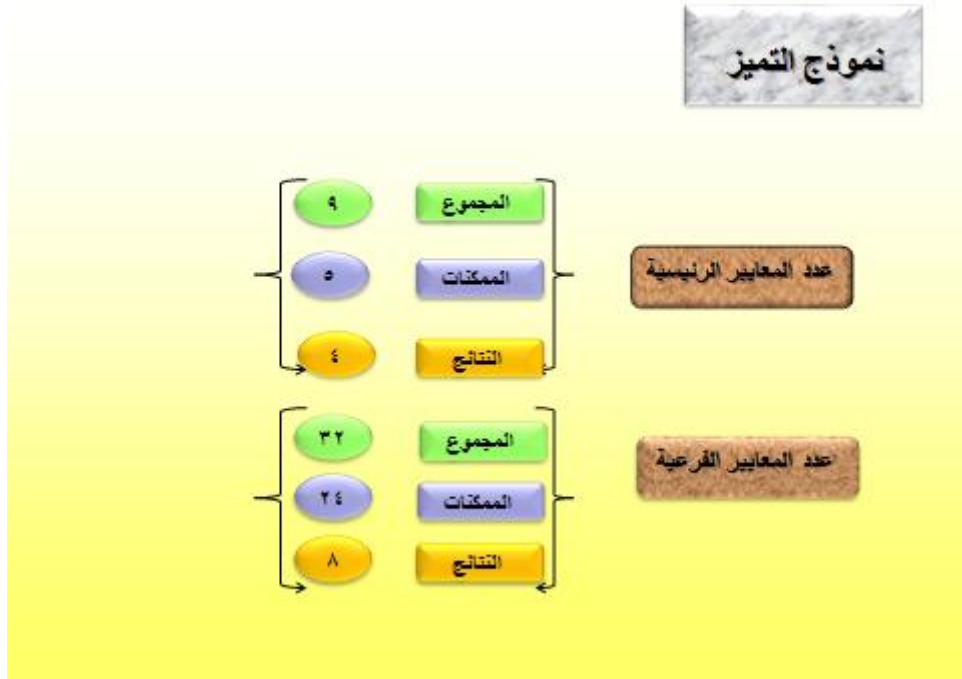 نموذج التميز
عدد المعايير الرئيسية
المجموع ٩
الممكنات ٥
النتائج ٤
عدد المعايير الفرعية
المجموع ٣٢
الممكنات ٢٤
النتائج ٨